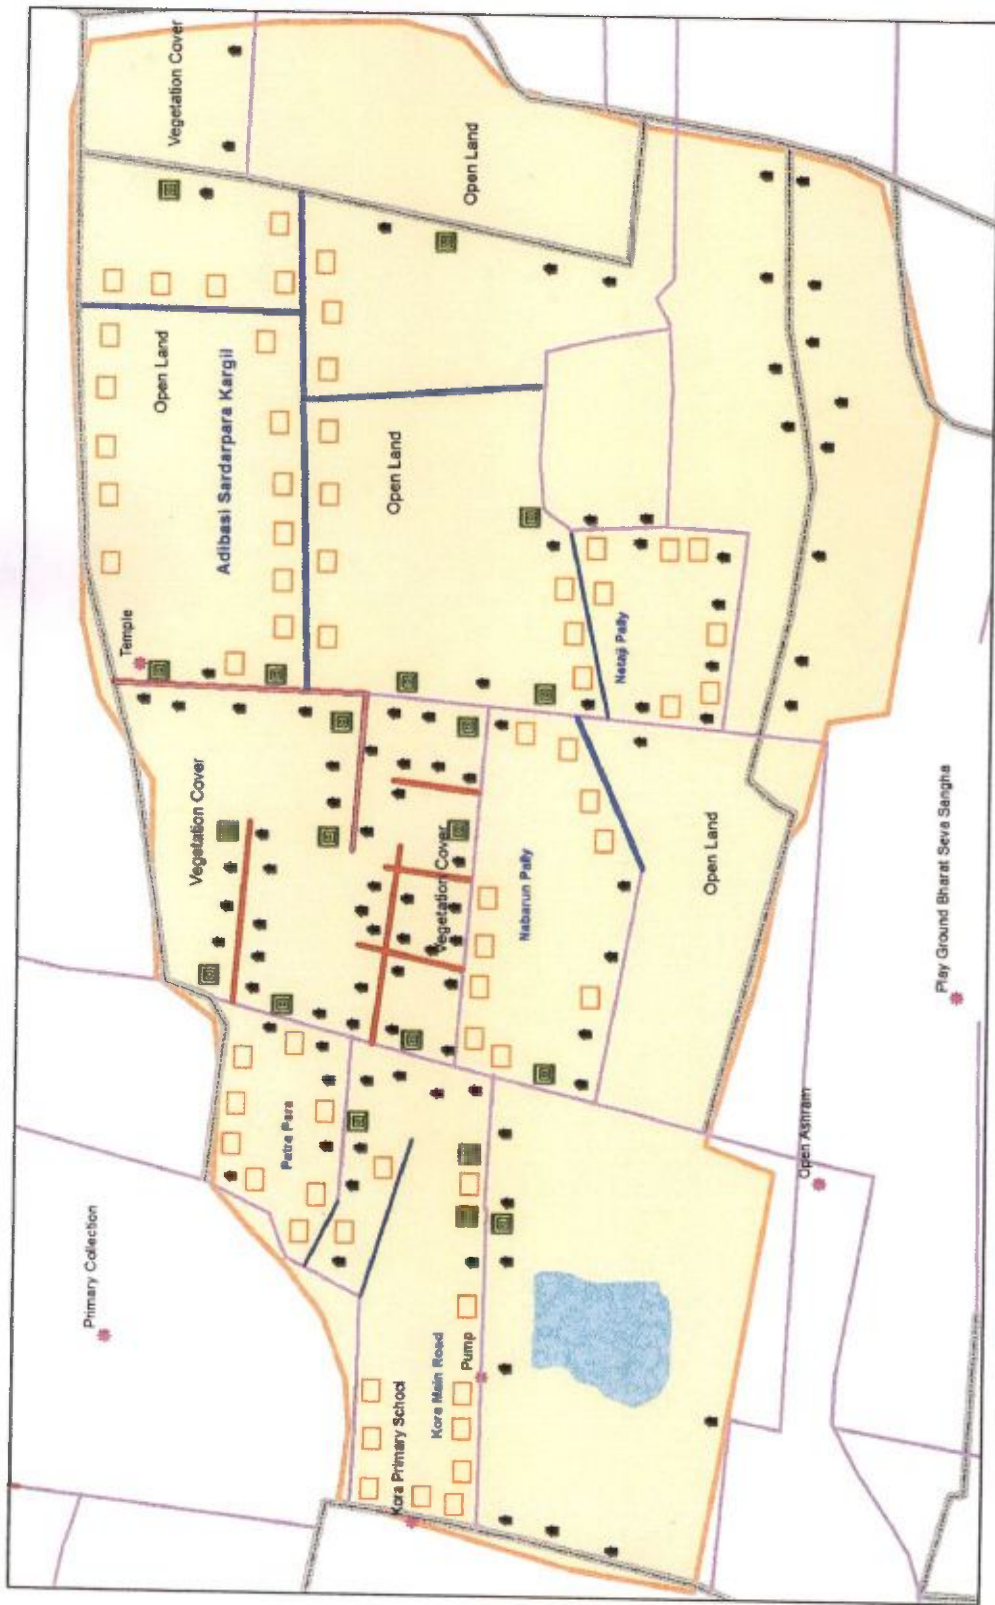 Primary Collection
Kora Primary School
Kora Main Road
Pump
Patra Para
Open Ashram
Play Ground Bharat Seva Sangha
Vegetation Cover
Vegetation Cover
Nabarun Pally
Open Land
Temple
Adibasi Sardarpara Kargil
Open Land
Open Land
Netaji Pally
Vegetation Cover
Open Land